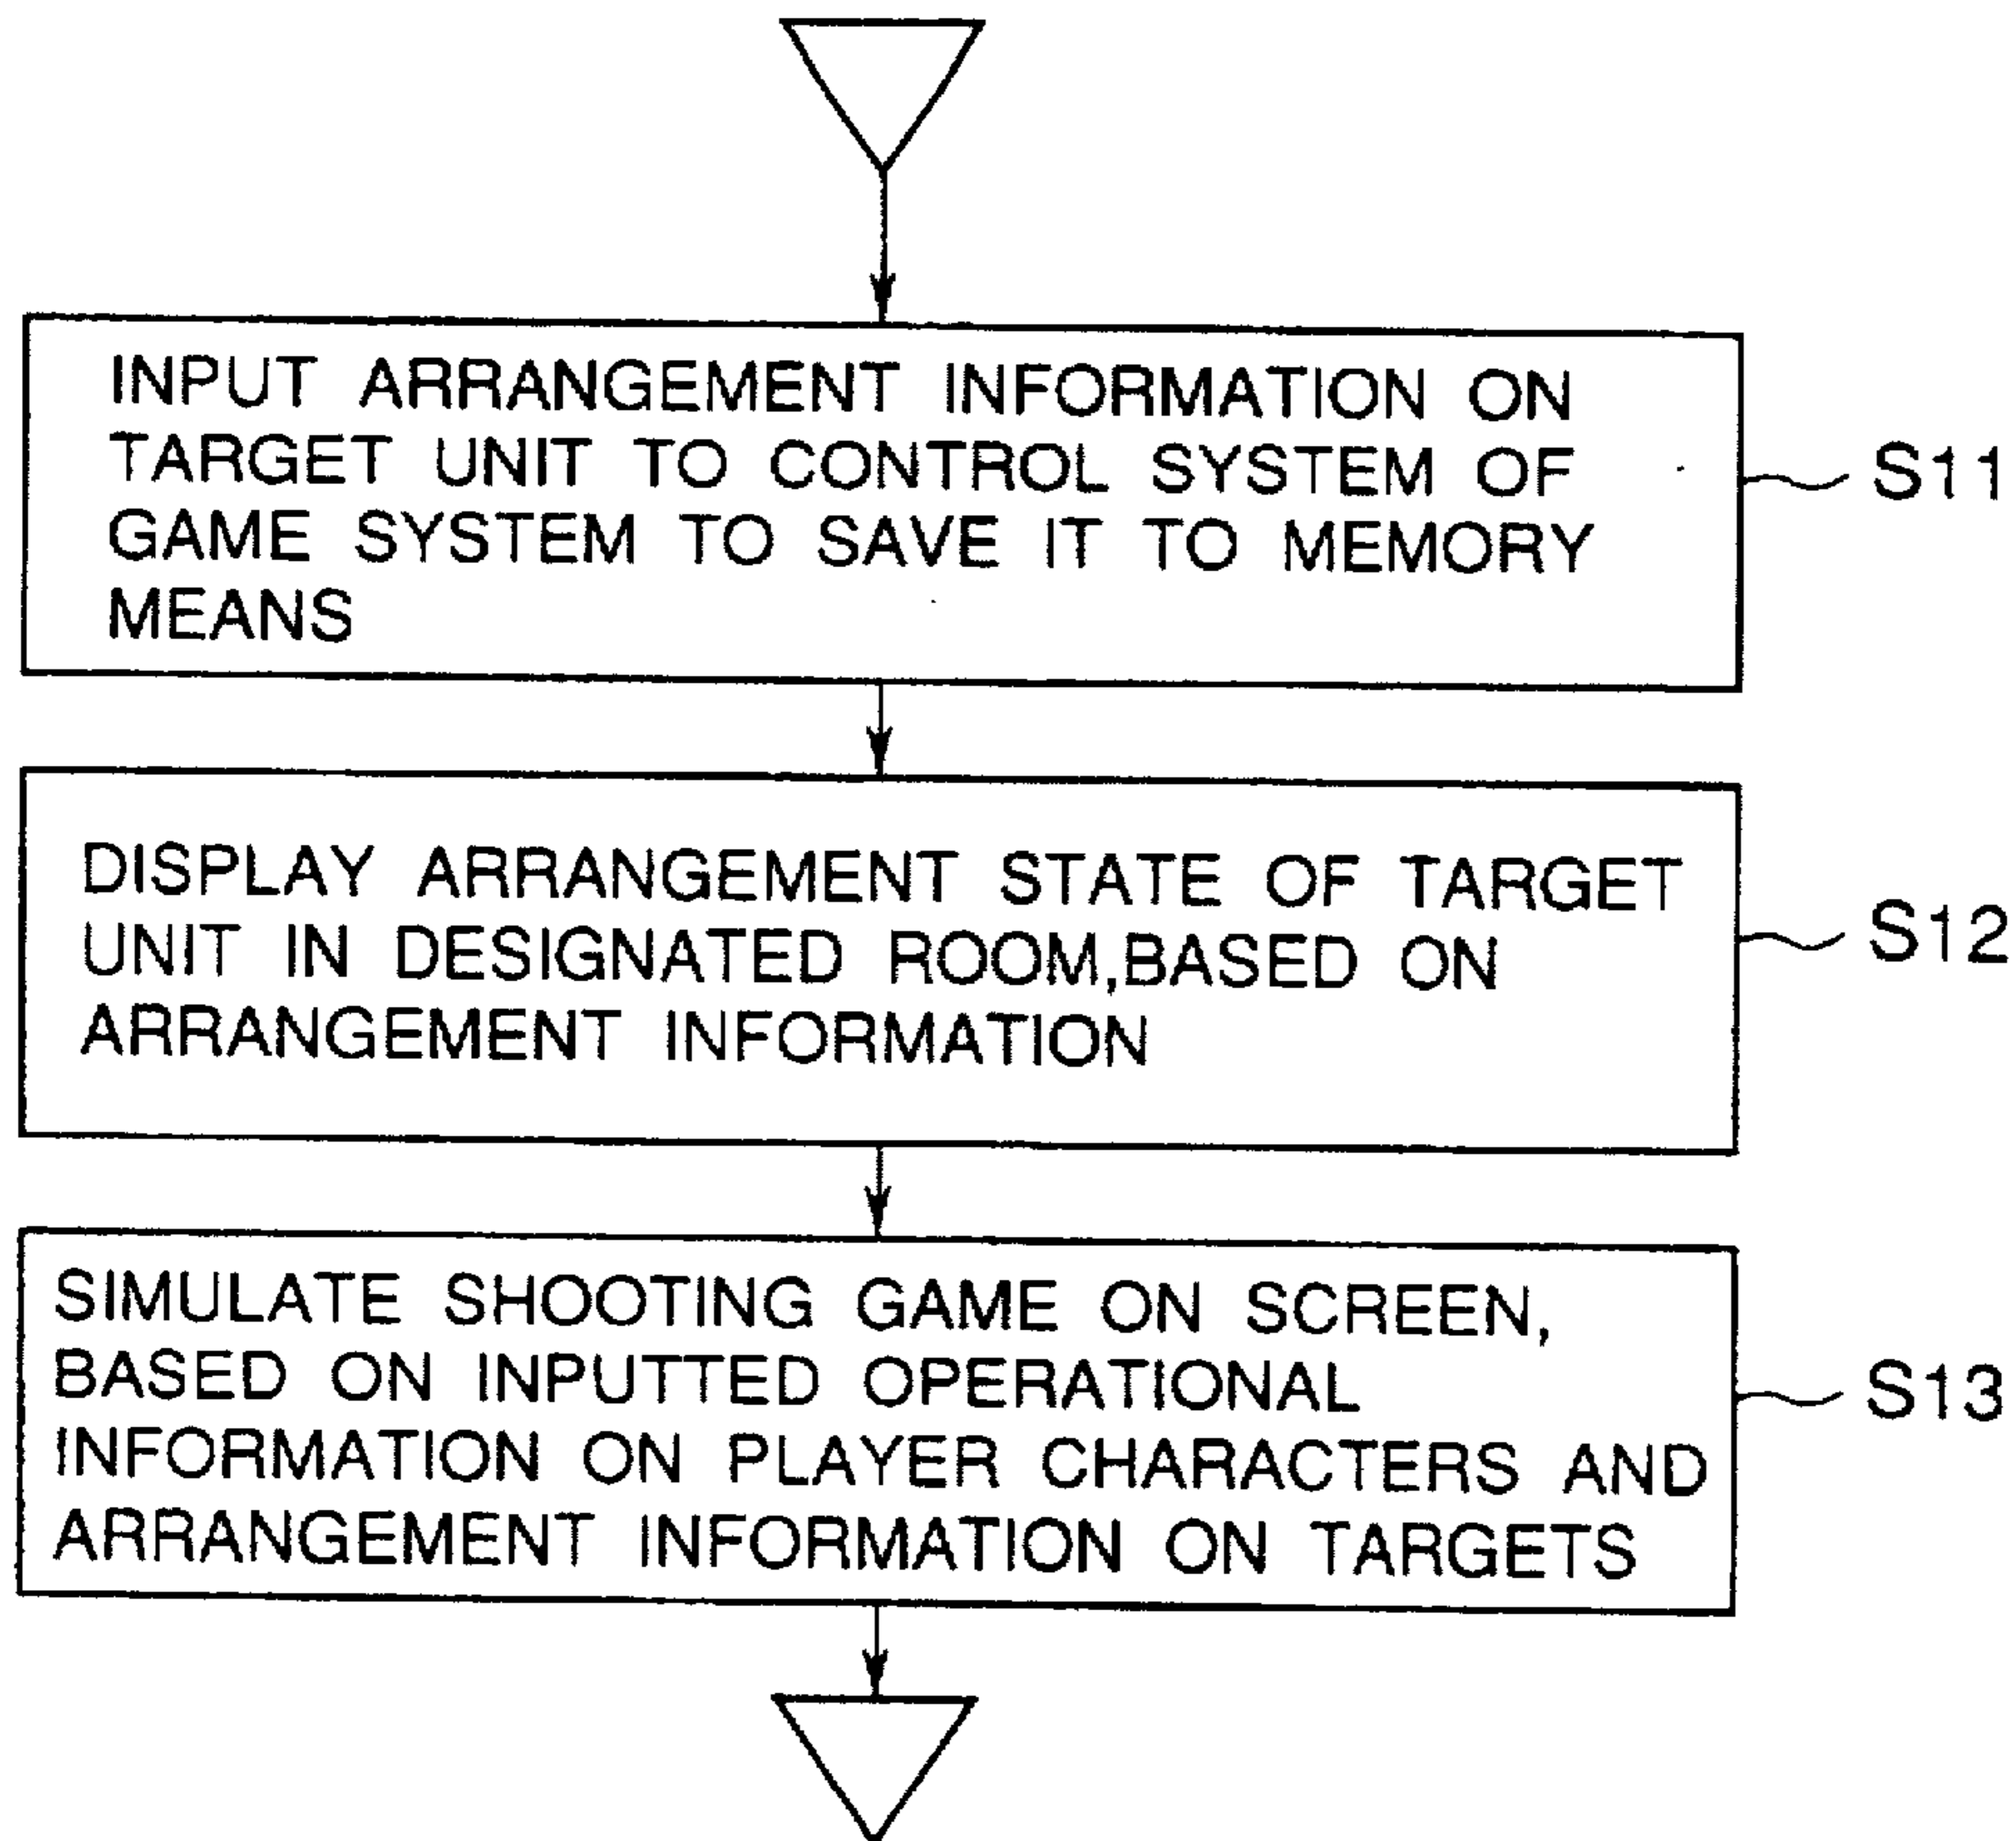 INPUT ARRANGEMENT INFORMATION ON
TARGET UNIT TO CONTROL SYSTEM OF
GAME SYSTEM TO SAVE IT TO MEMORY
MEANS
S11
DISPLAY ARRANGEMENT STATE OF TARGET
UNIT IN DESIGNATED ROOM,BASED ON
ARRANGEMENT INFORMATION
S12
SIMULATE SHOOTING GAME ON SCREEN,
BASED ON INPUTTED OPERATIONAL
INFORMATION ON PLAYER CHARACTERS AND
ARRANGEMENT INFORMATION ON TARGETS
S13